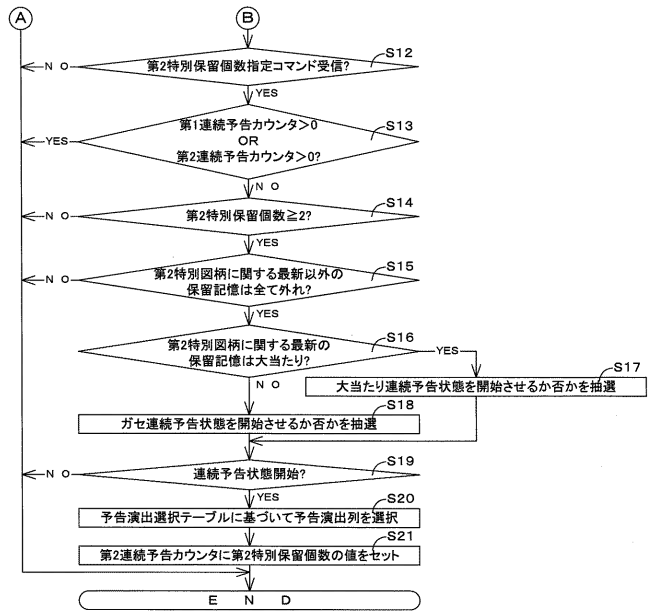 A
B
S12
第2特別保留個数指定コマンド受信?
N O
YES
S13
第1連続予告カウンタ>0
OR
第2連続予告カウンタ>0?
YES
N O
S14
第2特別保留個数≧2?
N O
YES
S15
第2特別図柄に関する最新以外の
保留記憶は全て外れ?
N O
YES
S16
第2特別図柄に関する最新の
保留記憶は大当たり?
YES
N O
S17
大当たり連続予告状態を開始させるか否かを抽選
S18
ガセ連続予告状態を開始させるか否かを抽選
S19
連続予告状態開始?
N O
YES
S20
予告演出選択テーブルに基づいて予告演出列を選択
S21
第2連続予告カウンタに第2特別保留個数の値をセット
E N D